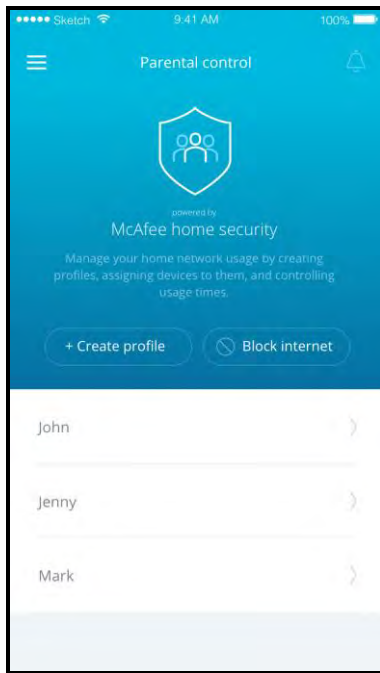 Sketch 9:41 AM 100%
Parental control
powered by
McAfee home security
Manage your home network usage by creating
profiles, assigning devices to them, and controlling
usage times.
+ Create profile Block internet
John
Jenny
Mark